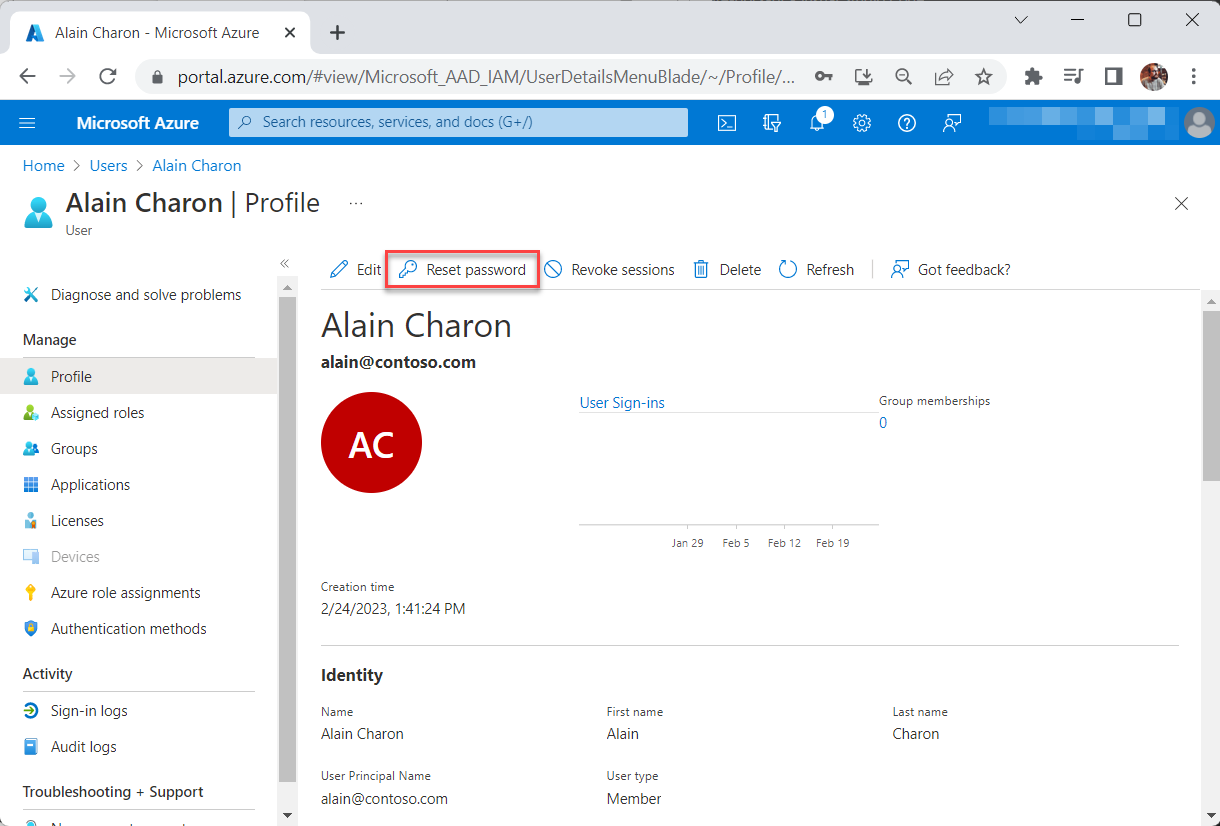 Alain Charon - Microsoft Azure
portal.azure.com/#view/Microsoft_AAD_IAM/UserDetailsMenuBlade/~/Profile/...
Microsoft Azure
Search resources, services, and docs (G+/)
1
Home > Users > Alain Charon
Alain Charon | Profile ...
User
«
Edit
Reset password
Revoke sessions
Delete
Refresh
Got feedback?
Diagnose and solve problems
Manage
Profile
Assigned roles
Groups
Applications
Licenses
Devices
Azure role assignments
Authentication methods
Activity
Sign-in logs
Audit logs
Troubleshooting + Support
Alain Charon
alain@contoso.com
AC
User Sign-ins
Jan 29 Feb 5 Feb 12 Feb 19
Group memberships
0
Creation time
2/24/2023, 1:41:24 PM
Identity
Name
Alain Charon
First name
Alain
Last name
Charon
User Principal Name
alain@contoso.com
User type
Member